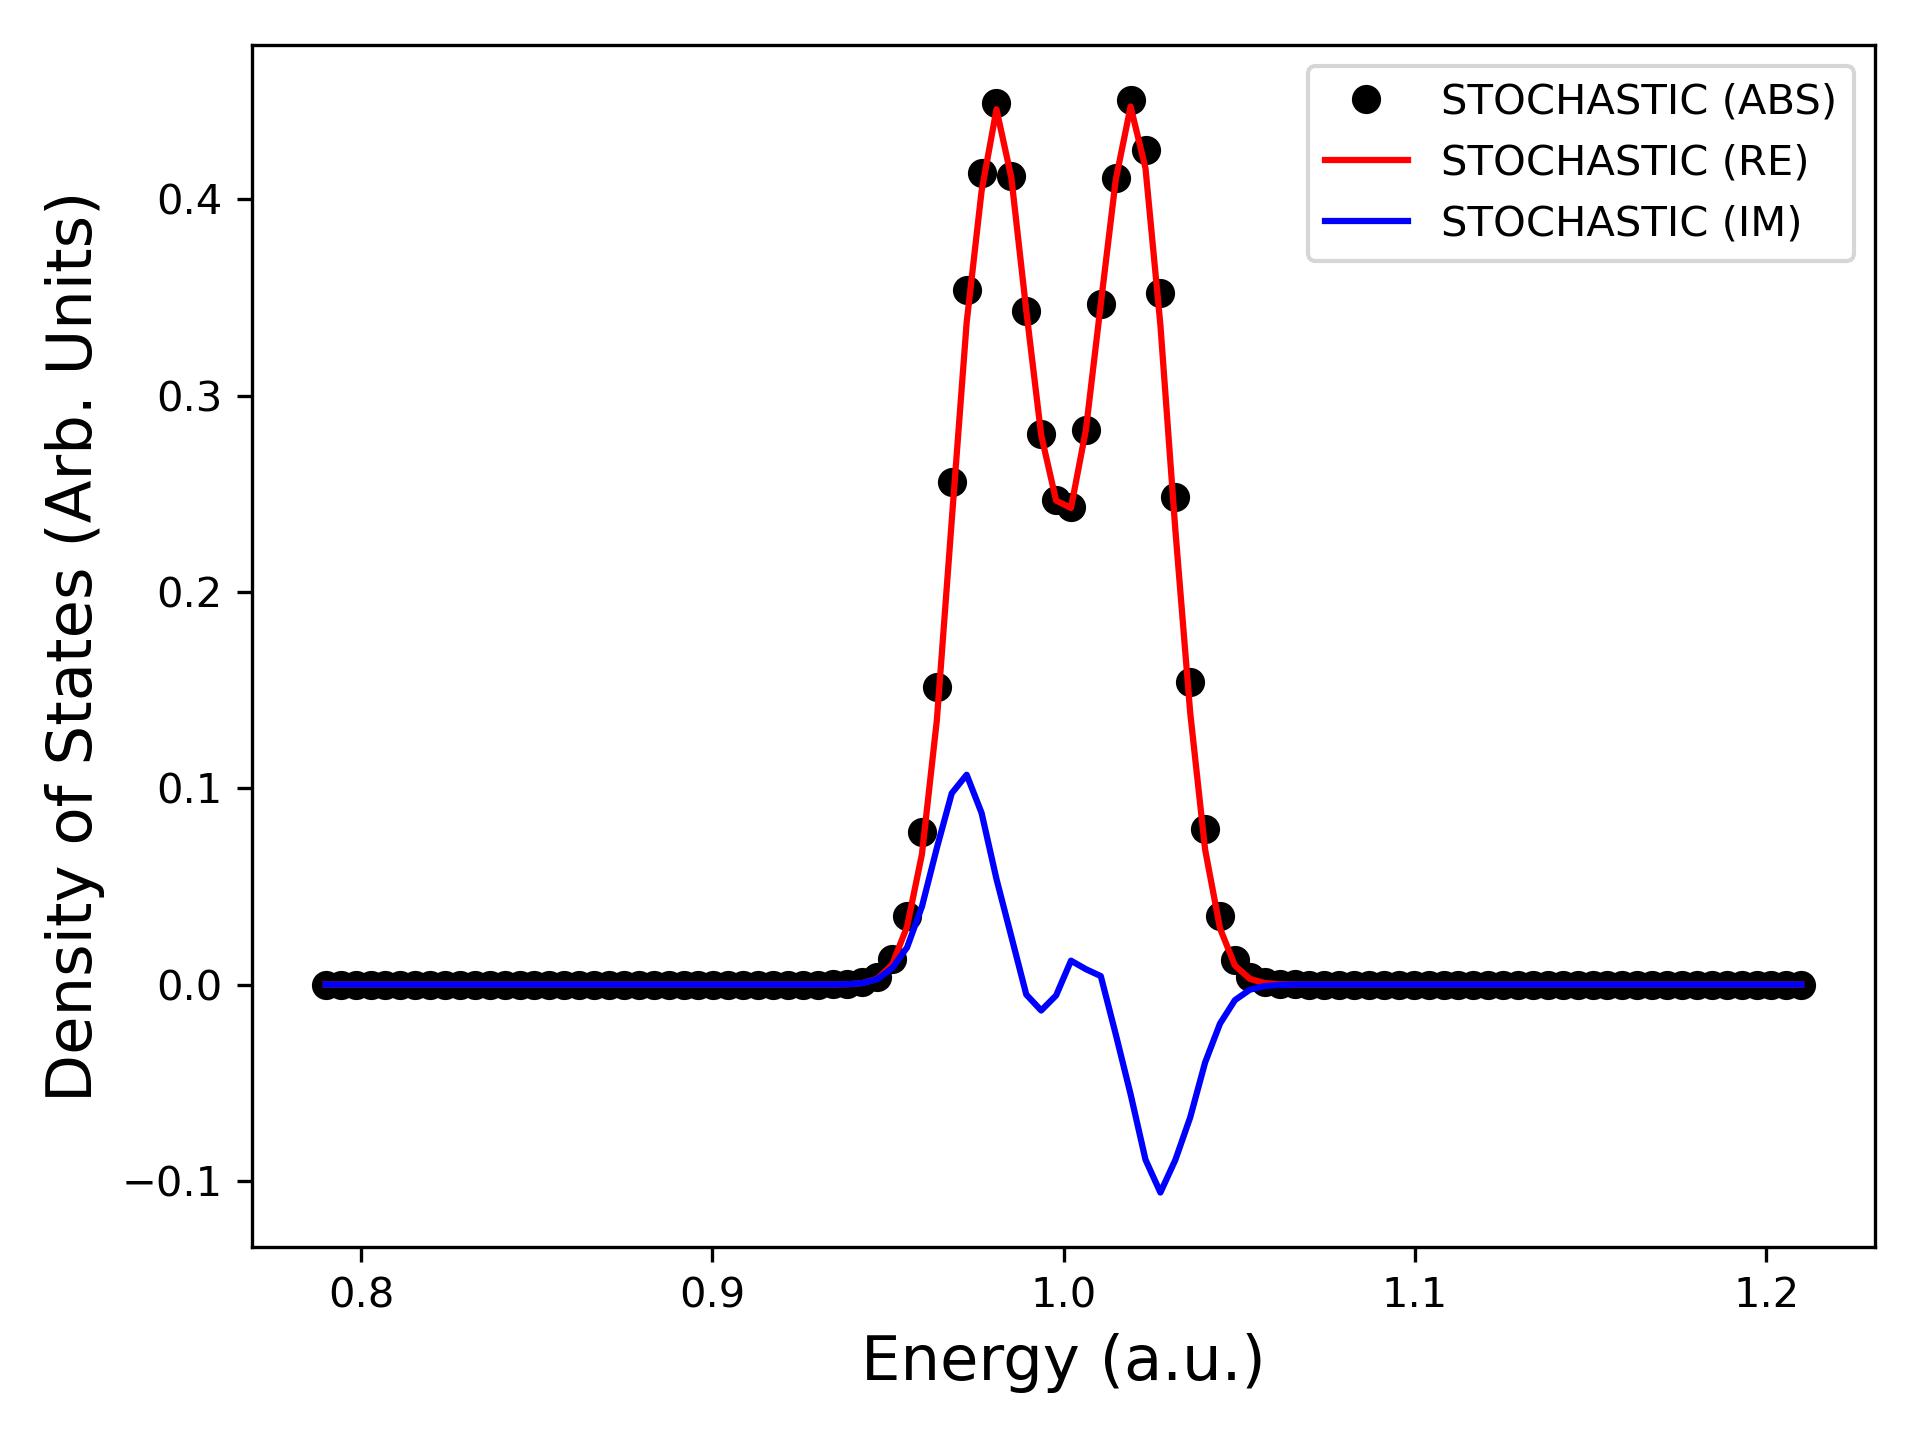 STOCHASTIC (ABS)
STOCHASTIC (RE)
STOCHASTIC (IM)
Density of States (Arb. Units)
0.4
0.3
0.2
0.1
0.0
−0.1
0.8 0.9 1.0 1.1 1.2
Energy (a.u.)